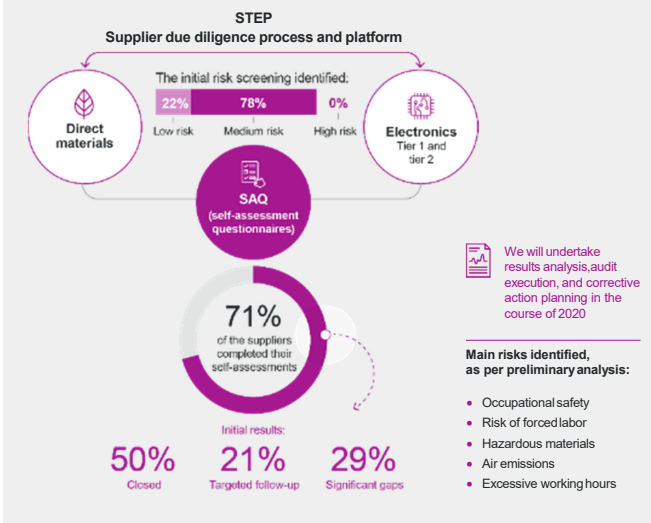 STEP
Supplier due diligence process and platform
The initial risk screening identified:
22% 78% 0%
Low risk Medium risk High risk
Direct
materials
Electronics
Tier 1 and
tier 2
SAQ
(self-assessment
questionnaires)
71%
of the suppliers
completed their
self-assessments
Initial results:
50% 21% 29%
Closed Targeted follow-up Significant gaps
We will undertake
results analysis,audit
execution, and corrective
action planning in the
course of 2020
Main risks identified,
as per preliminary analysis:
• Occupational safety
• Risk of forced labor
• Hazardous materials
• Air emissions
• Excessive working hours